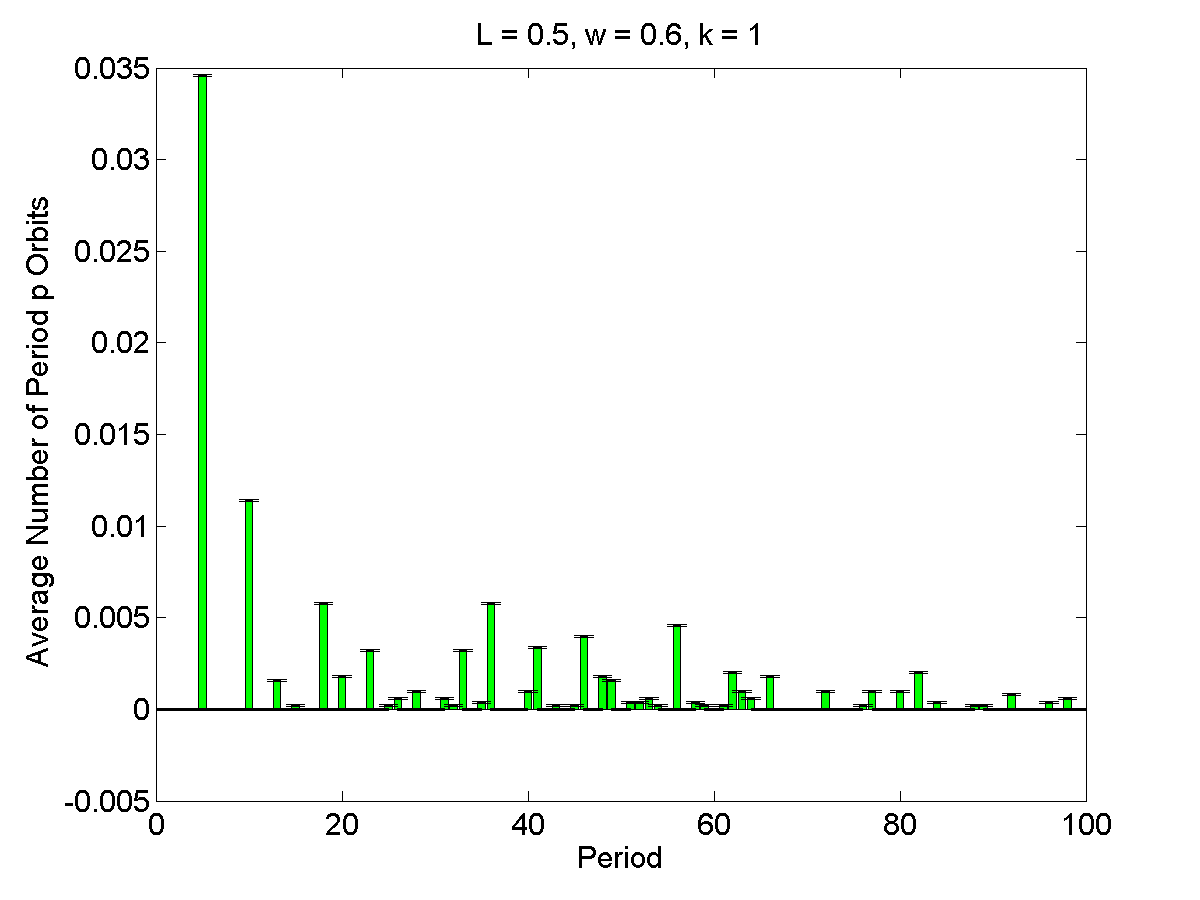 L = 0.5, w = 0.6, k = 1
0.035
0.03
0.025
0.02
0.015
0.01
0.005
0
-0.005
Average Number of Period p Orbits
0 20 40 60 80 100
Period